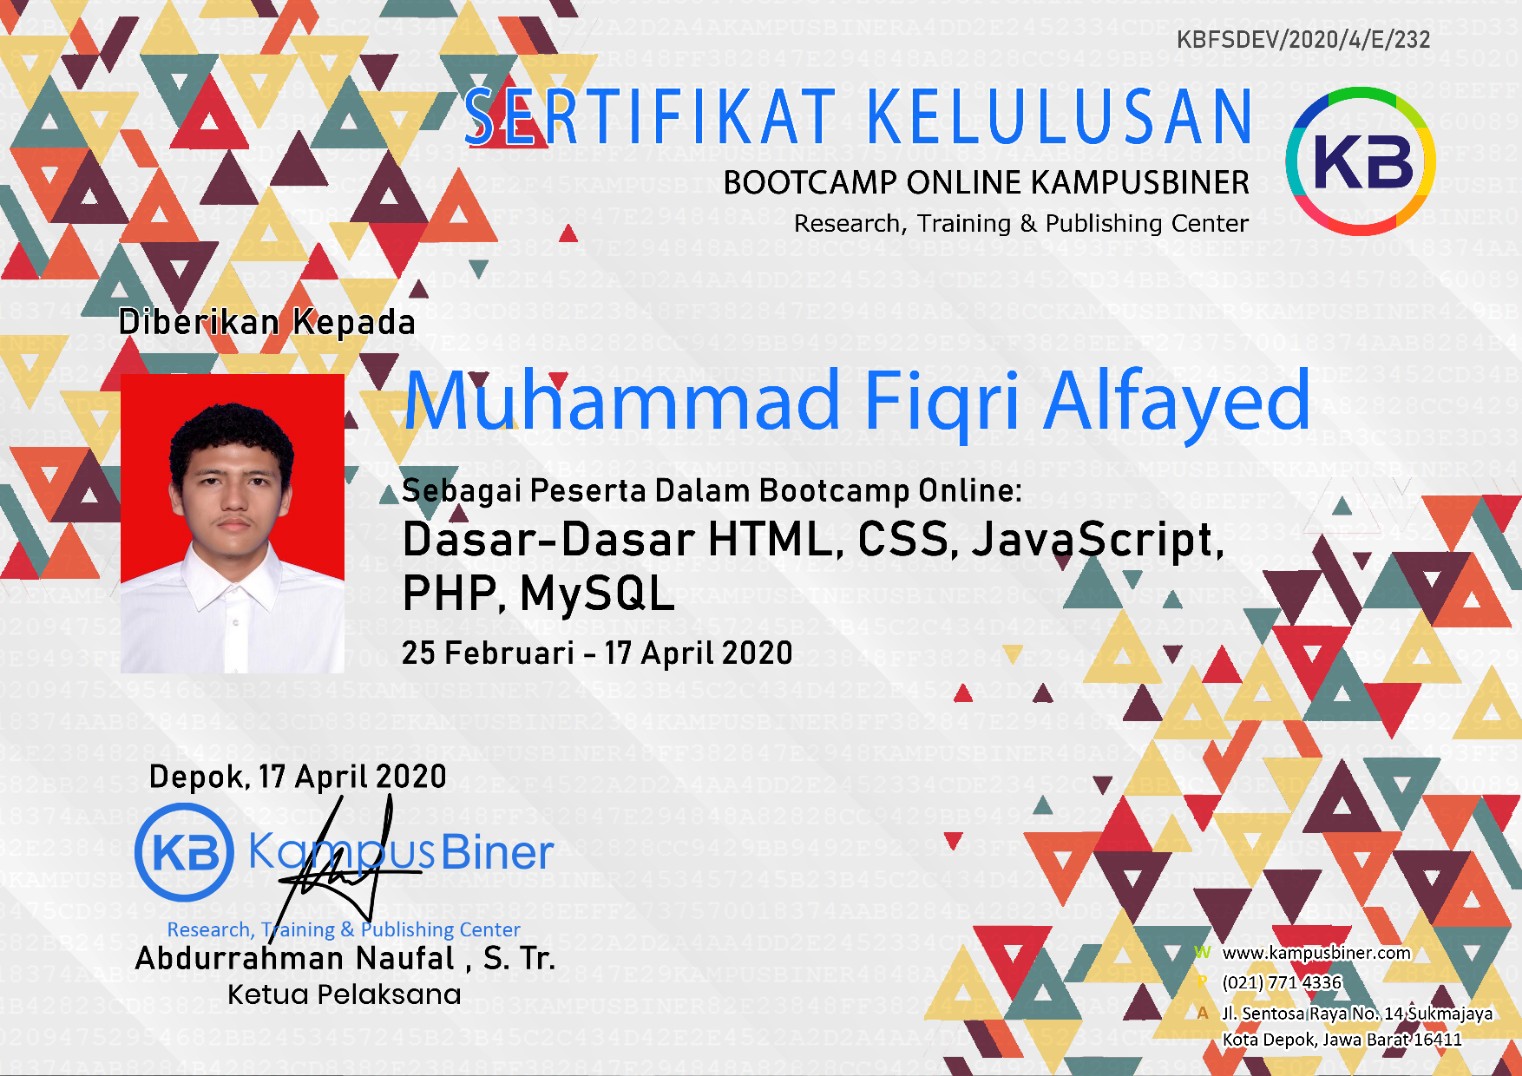 KBFSDEV/2020/4/E/232
SERTIFIKAT KELULUSAN
BOOTCAMP ONLINE KAMPUSBINER
Research, Training & Publishing Center
KB
Diberikan Kepada
Muhammad Fiqri Alfayed
Sebagai Peserta Dalam Bootcamp Online:
Dasar-Dasar HTML, CSS, JavaScript,
PHP, MySQL
25 Februari - 17 April 2020
Depok, 17 April 2020
KB KampusBiner
Research, Training & Publishing Center
Abdurrahman Naufal , S. Tr.
Ketua Pelaksana
W www.kampusbiner.com
P (021) 771 4336
A Jl. Sentosa Raya No. 14 Sukmajaya
Kota Depok, Jawa Barat 16411